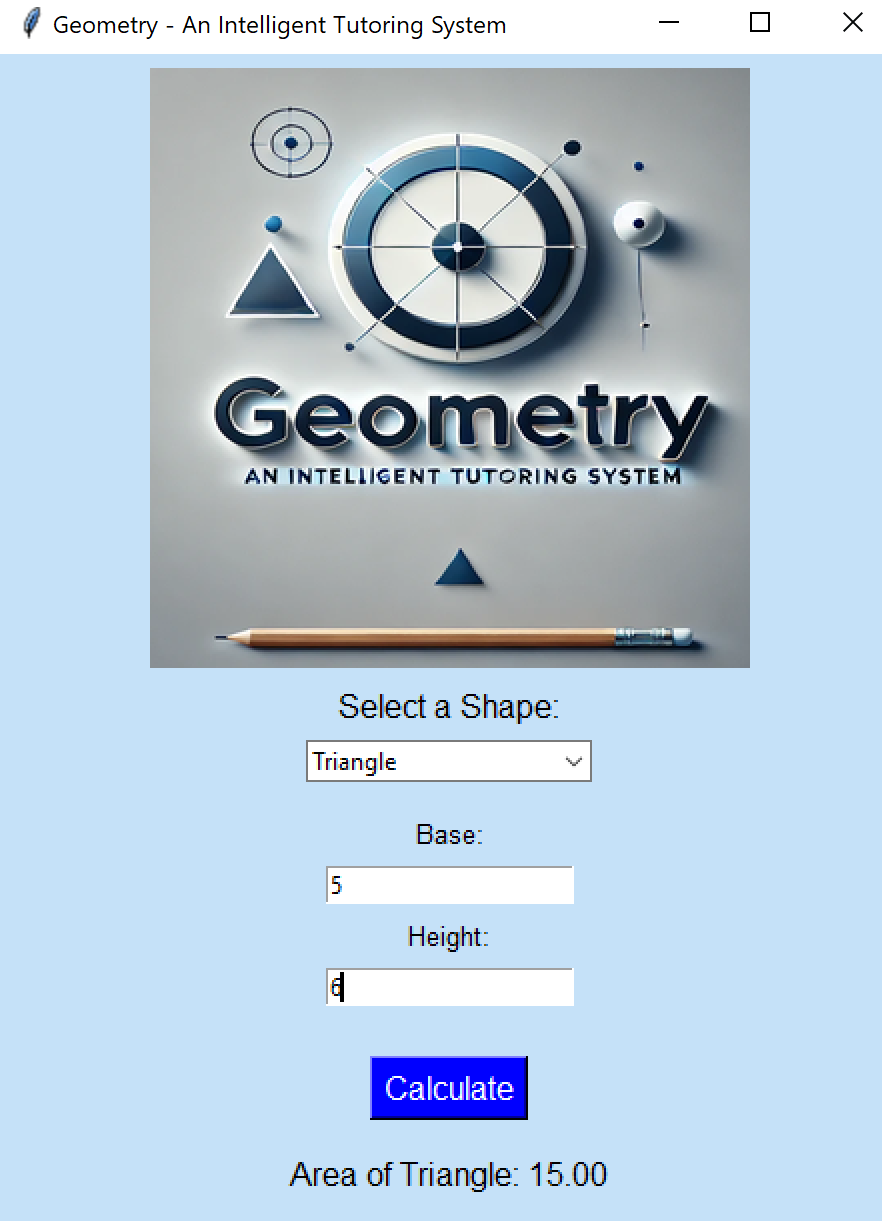 Geometry - An Intelligent Tutoring System
Geometry
AN INTELLIGENT TUTORING SYSTEM
Select a Shape:
Triangle
Base:
5
Height:
6
Calculate
Area of Triangle: 15.00